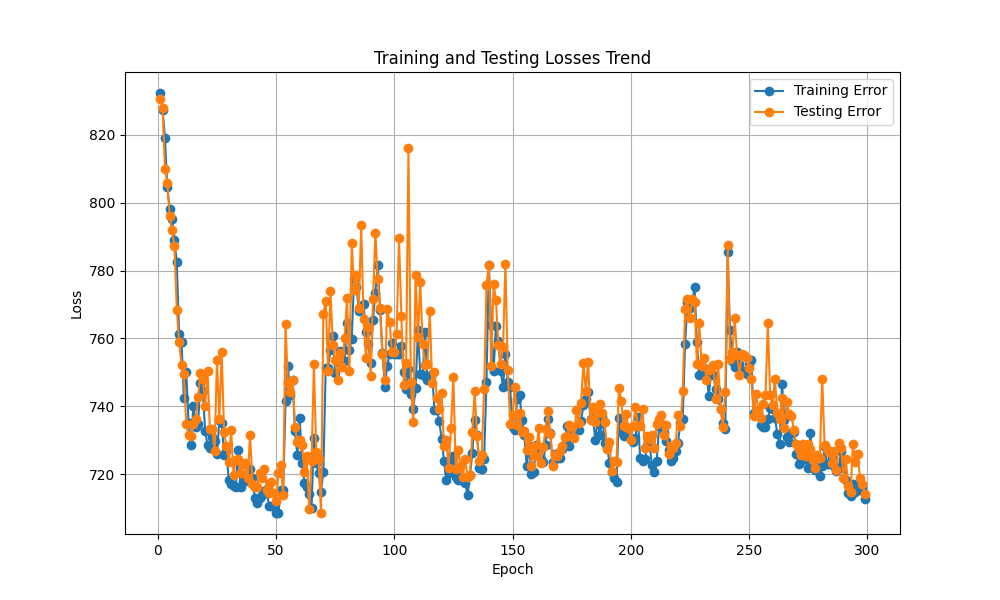 Training and Testing Losses Trend
Training Error
Testing Error
820
800
780
760
740
720
Loss
0 50 100 150 200 250 300
Epoch